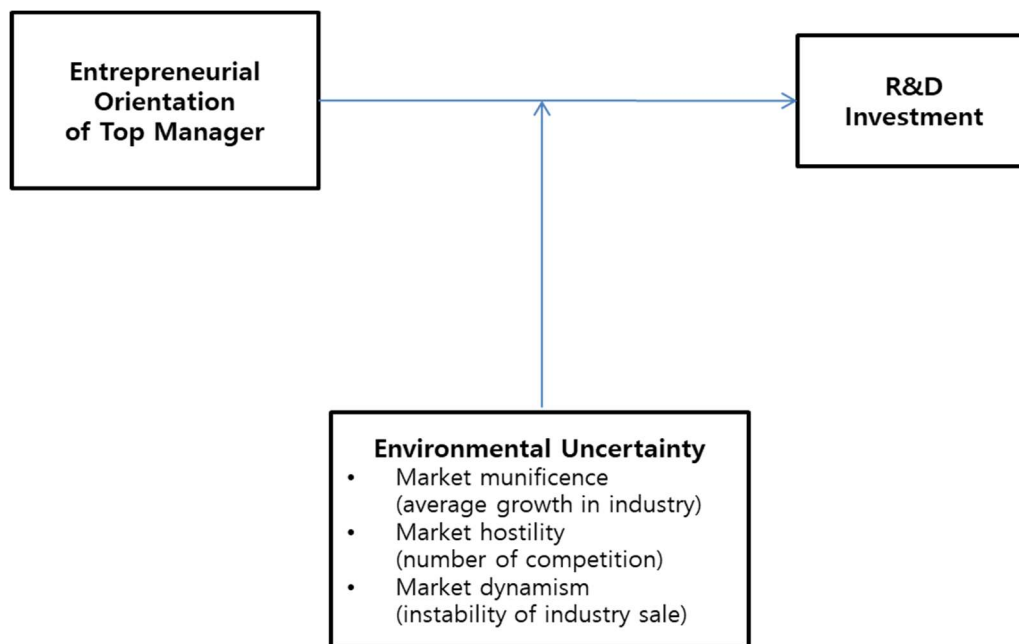 Entrepreneurial
Orientation
of Top Manager
R&D
Investment
Environmental Uncertainty
• Market munificence
(average growth in industry)
• Market hostility
(number of competition)
• Market dynamism
(instability of industry sale)